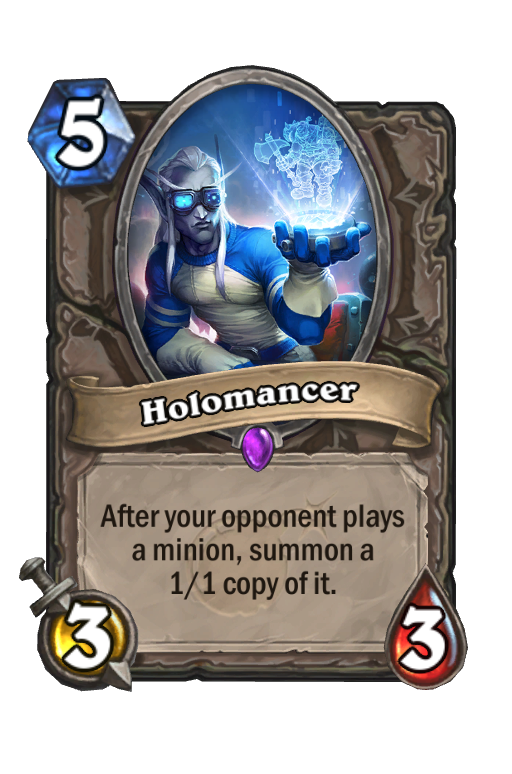 5
Holomancer
After your opponent plays
a minion, summon a
1/1 copy of it.
3
3